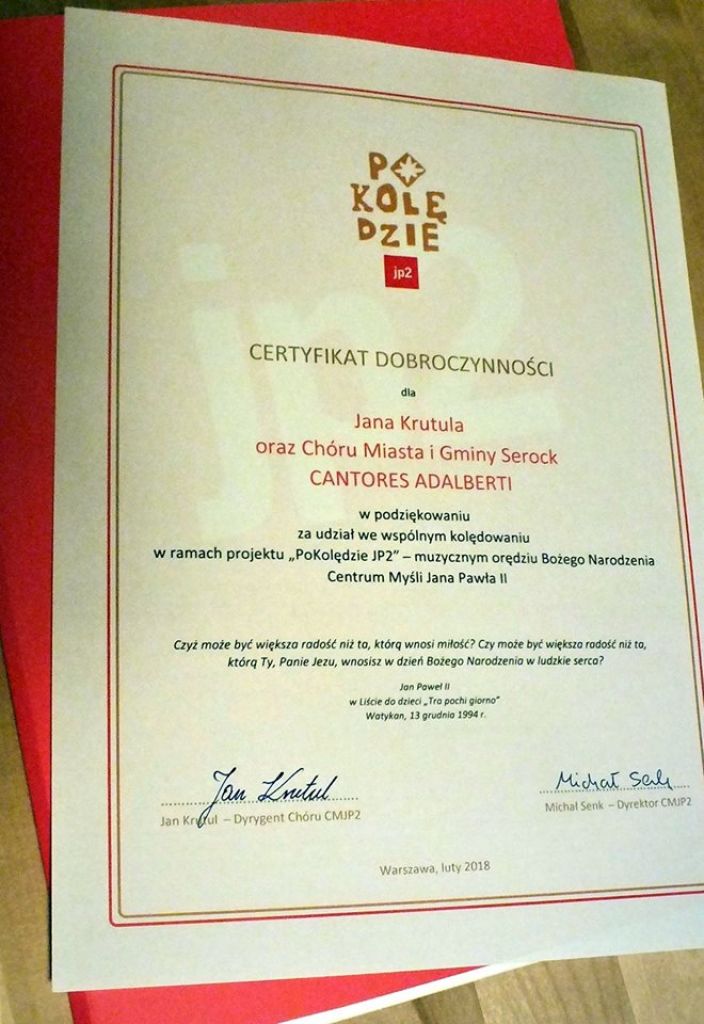 PO
KOLĘ
DZIE
jp2
jp2
CERTYFIKAT DOBROCZYNNOŚCI
dla
Jana Krutula
oraz Chóru Miasta i Gminy Serock
CANTORES ADALBERTI
w podziękowaniu
za udział we wspólnym kolędowaniu
w ramach projektu „PoKolędzie JP2” – muzycznym orędziu Bożego Narodzenia
Centrum Myśli Jana Pawła II
Czyż może być większa radość niż ta, którą wnosi miłość? Czy może być większa radość niż ta,
którą Ty, Panie Jezu, wnosisz w dzień Bożego Narodzenia w ludzkie serca?
Jan Paweł II
w Liście do dzieci „Tra pochi giorno”
Watykan, 13 grudnia 1994 r.
Jan Krutul
Jan Krutul – Dyrygent Chóru CMJP2
Michał Senk
Michał Senk – Dyrektor CMJP2
Warszawa, luty 2018